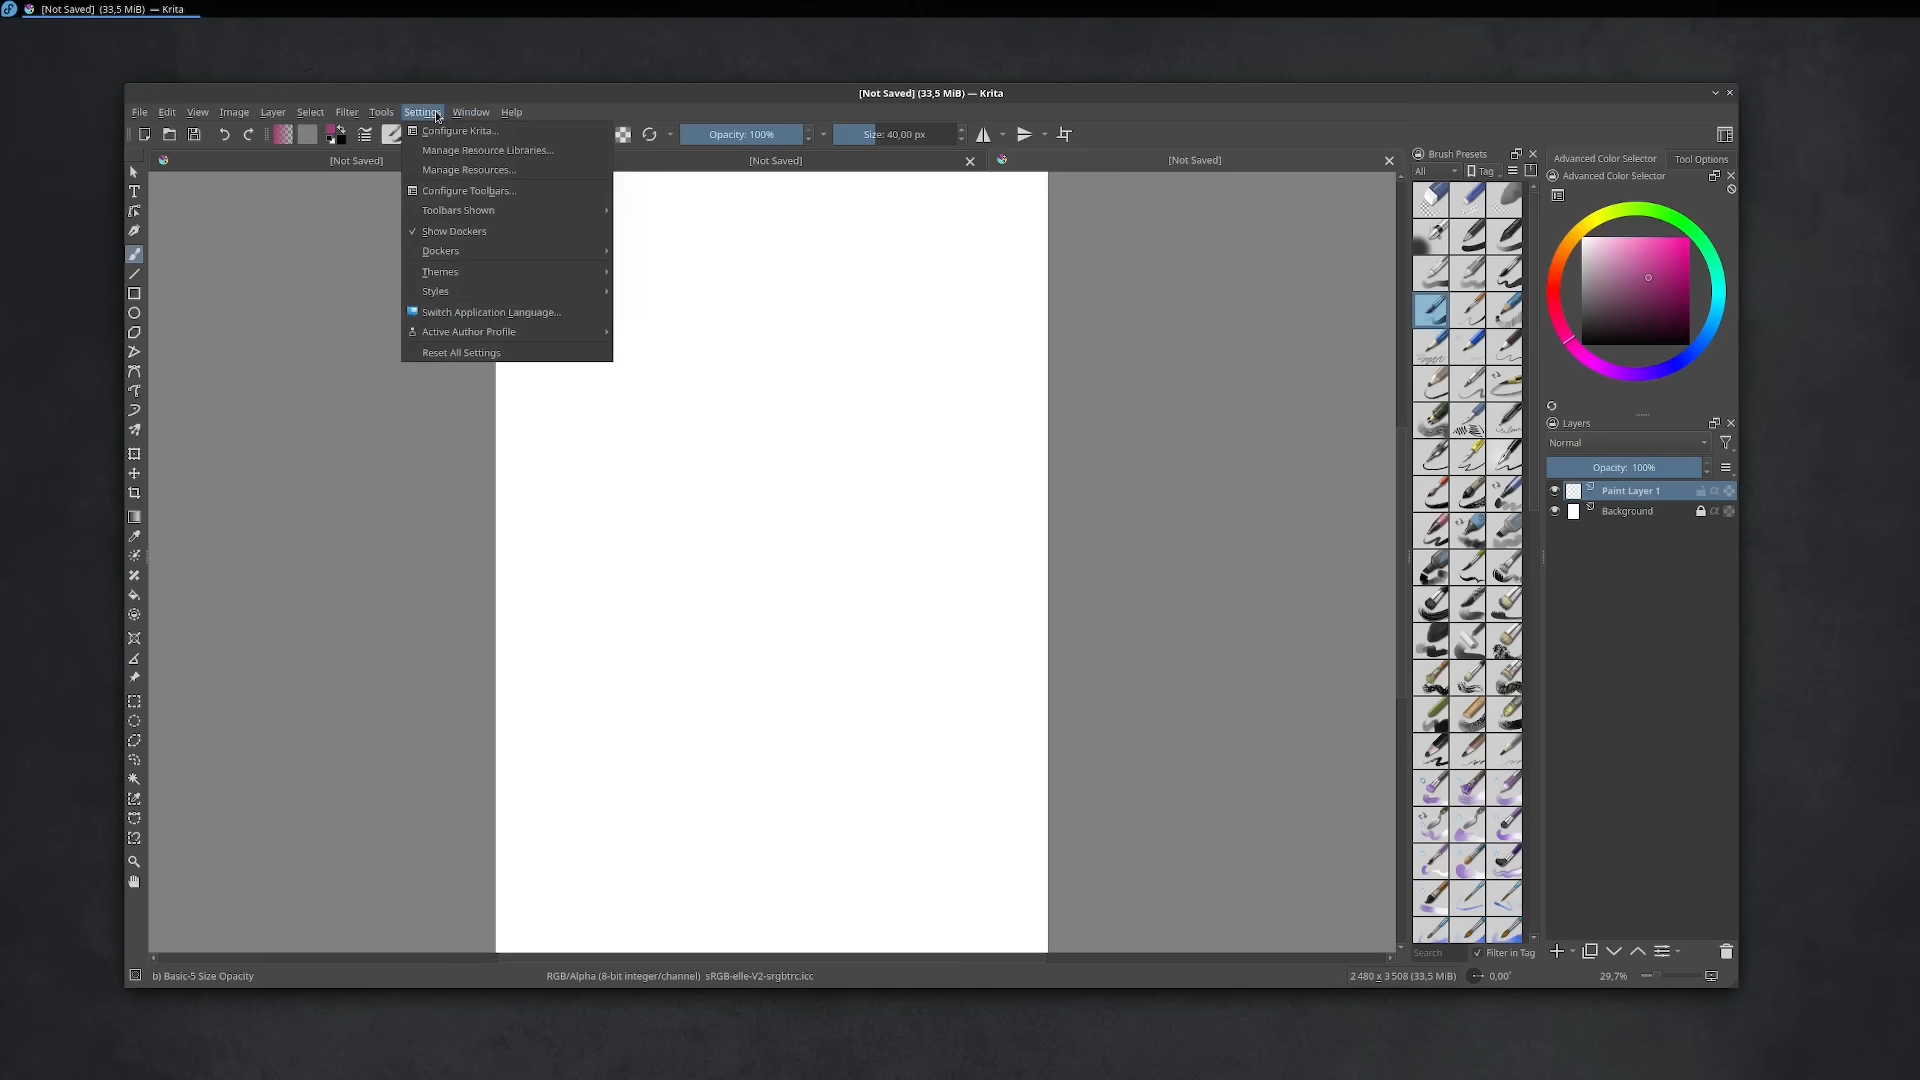 [Not Saved] (33,5 MiB) — Krita
[Not Saved] (33,5 MiB) — Krita
File Edit View Image Layer Select Filter Tools Settings Window Help
Opacity: 100% Size: 40,00 px
[Not Saved] [Not Saved] [Not Saved]
Configure Krita...
Manage Resource Libraries...
Manage Resources...
Configure Toolbars...
Toolbars Shown
Show Dockers
Dockers
Themes
Styles
Switch Application Language...
Active Author Profile
Reset All Settings
Brush Presets
All Tag
Search Filter in Tag
Advanced Color Selector Tool Options
Advanced Color Selector
Layers
Normal
Opacity: 100%
Paint Layer 1
Background
b) Basic-5 Size Opacity
RGB/Alpha (8-bit integer/channel) sRGB-elle-V2-srgbtrc.icc
2 480 x 3 508 (33,5 MiB)
0,00°
29,7%